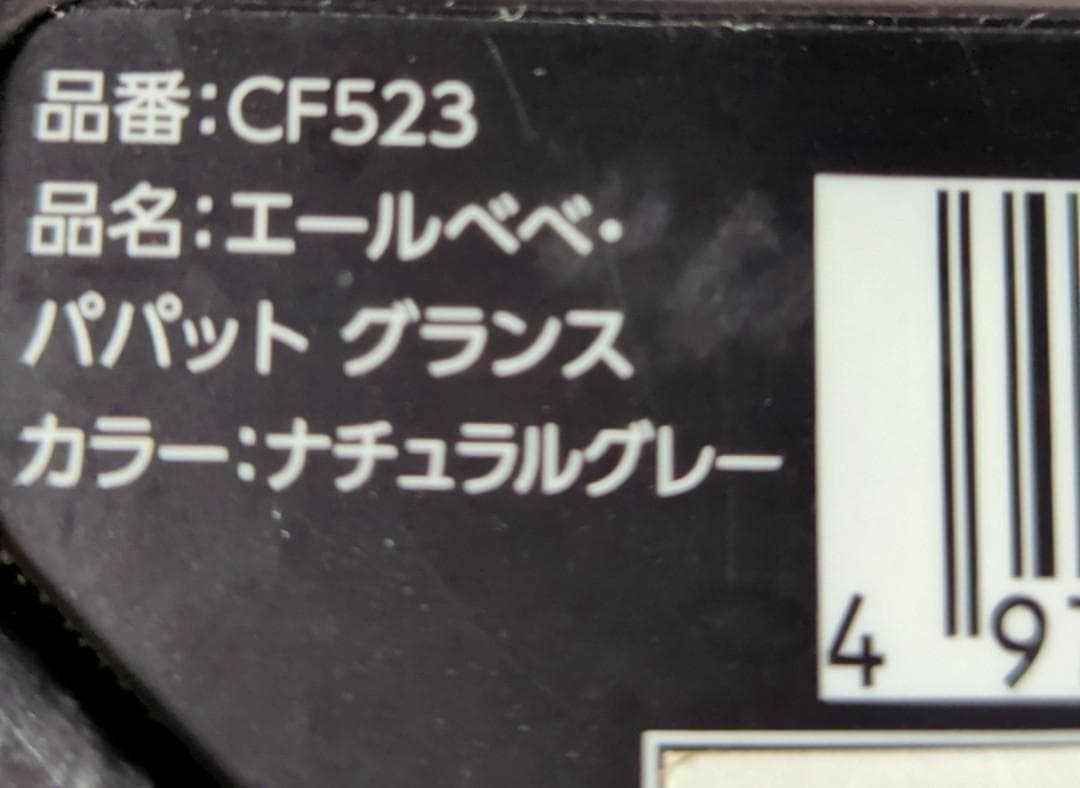 品番:CF523
品名:エールベベ・
パパット グランス
カラー:ナチュラルグレー
4 9